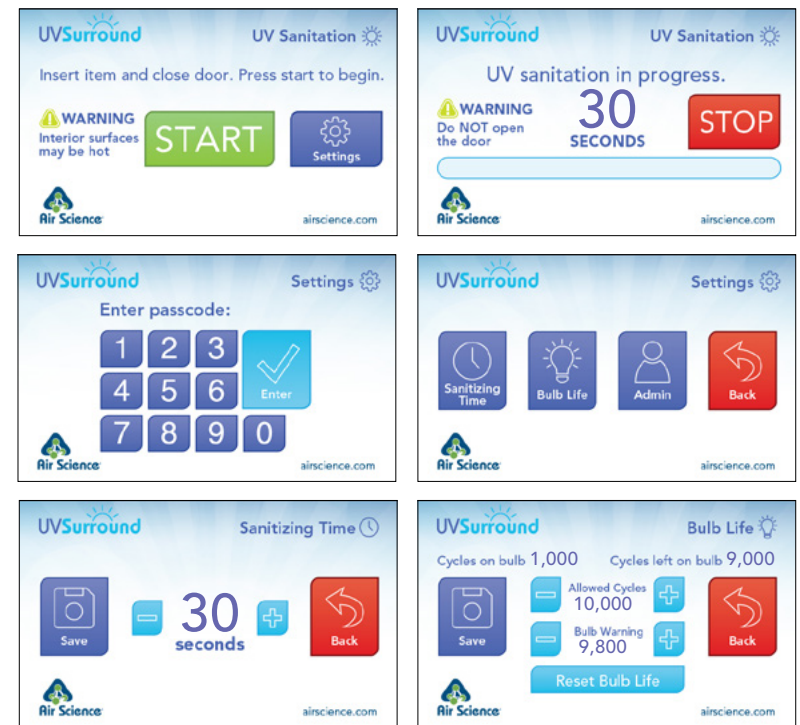 UVSurround UV Sanitation
Insert item and close door. Press start to begin.
WARNING
Interior surfaces
may be hot
START
Settings
Air Science
airscience.com
UVSurround UV Sanitation
UV sanitation in progress.
WARNING
Do NOT open
the door
30
SECONDS
STOP
Air Science
airscience.com
UVSurround Settings
Enter passcode:
1 2 3
4 5 6
7 8 9 0
Enter
Air Science
airscience.com
UVSurround Settings
Sanitizing
Time
Bulb Life
Admin
Back
Air Science
airscience.com
UVSurround Sanitizing Time
Save
30
seconds
Back
Air Science
airscience.com
UVSurround Bulb Life
Cycles on bulb 1,000 Cycles left on bulb 9,000
Save
Allowed Cycles
10,000
Bulb Warning
9,800
Back
Reset Bulb Life
Air Science
airscience.com